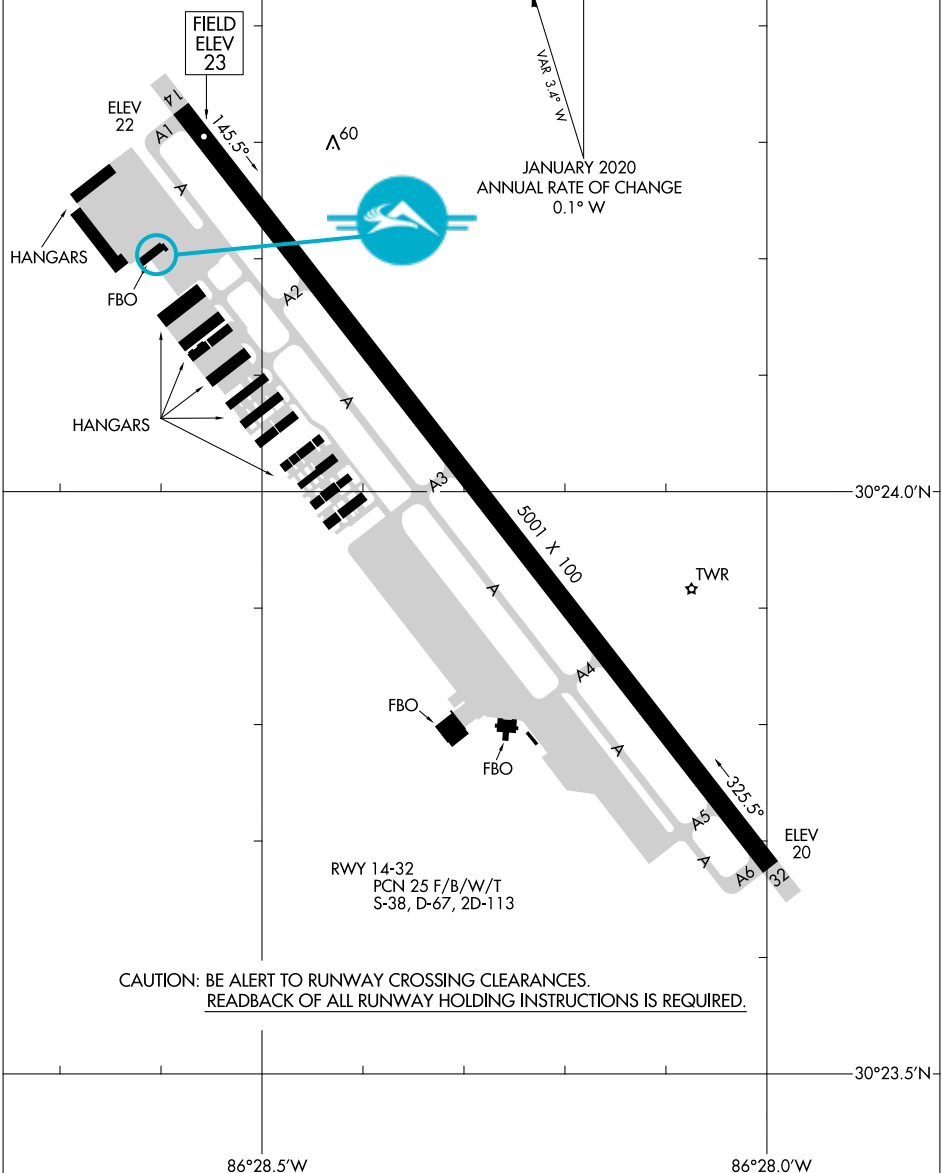 FIELD
ELEV
23
VAR 3.4° W
14
ELEV
22
A1
145.5°
60
JANUARY 2020
ANNUAL RATE OF CHANGE
0.1° W
A
HANGARS
FBO
A2
A
HANGARS
A3
30°24.0'N
5001 X 100
TWR
A
A4
FBO
FBO
A
325.5°
A5
ELEV
20
A
A6
32
RWY 14-32
PCN 25 F/B/W/T
S-38, D-67, 2D-113
CAUTION: BE ALERT TO RUNWAY CROSSING CLEARANCES.
READBACK OF ALL RUNWAY HOLDING INSTRUCTIONS IS REQUIRED.
30°23.5'N
86°28.5'W
86°28.0'W